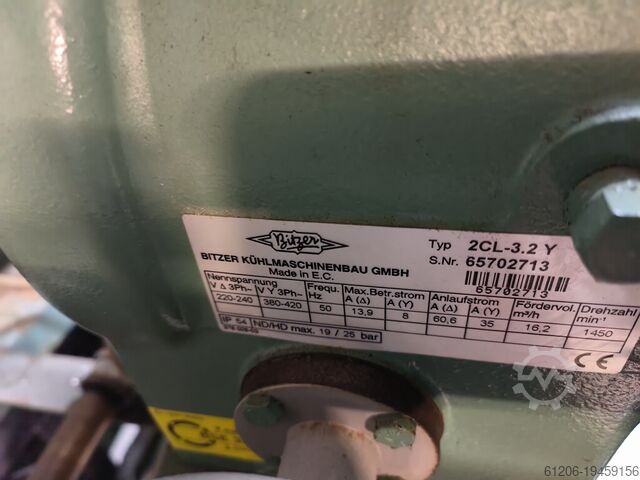 Bitzer
BITZER KÜHLMASCHINENBAU GMBH
Made in E.C.
Typ 2CL-3.2 Y
S.Nr. 65702713
65702713
Nennspannung Frequ. Max.Betr.strom Anlaufstrom Fördervol. Drehzahl
V Δ 3Ph~ V Y 3Ph~ Hz A (Δ) A (Y) A (Δ) A (Y) m³/h min⁻¹
220-240 380-420 50 13,9 8 60,6 35 16,2 1450
IP 54 ND/HD max. 19 / 25 bar
CE
61206-19459156